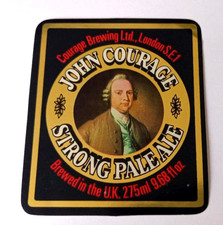 Courage Brewing Ltd., London, S.E.1
JOHN COURAGE
STRONG PALE ALE
Brewed in the U.K. 275ml 9.68 fl oz